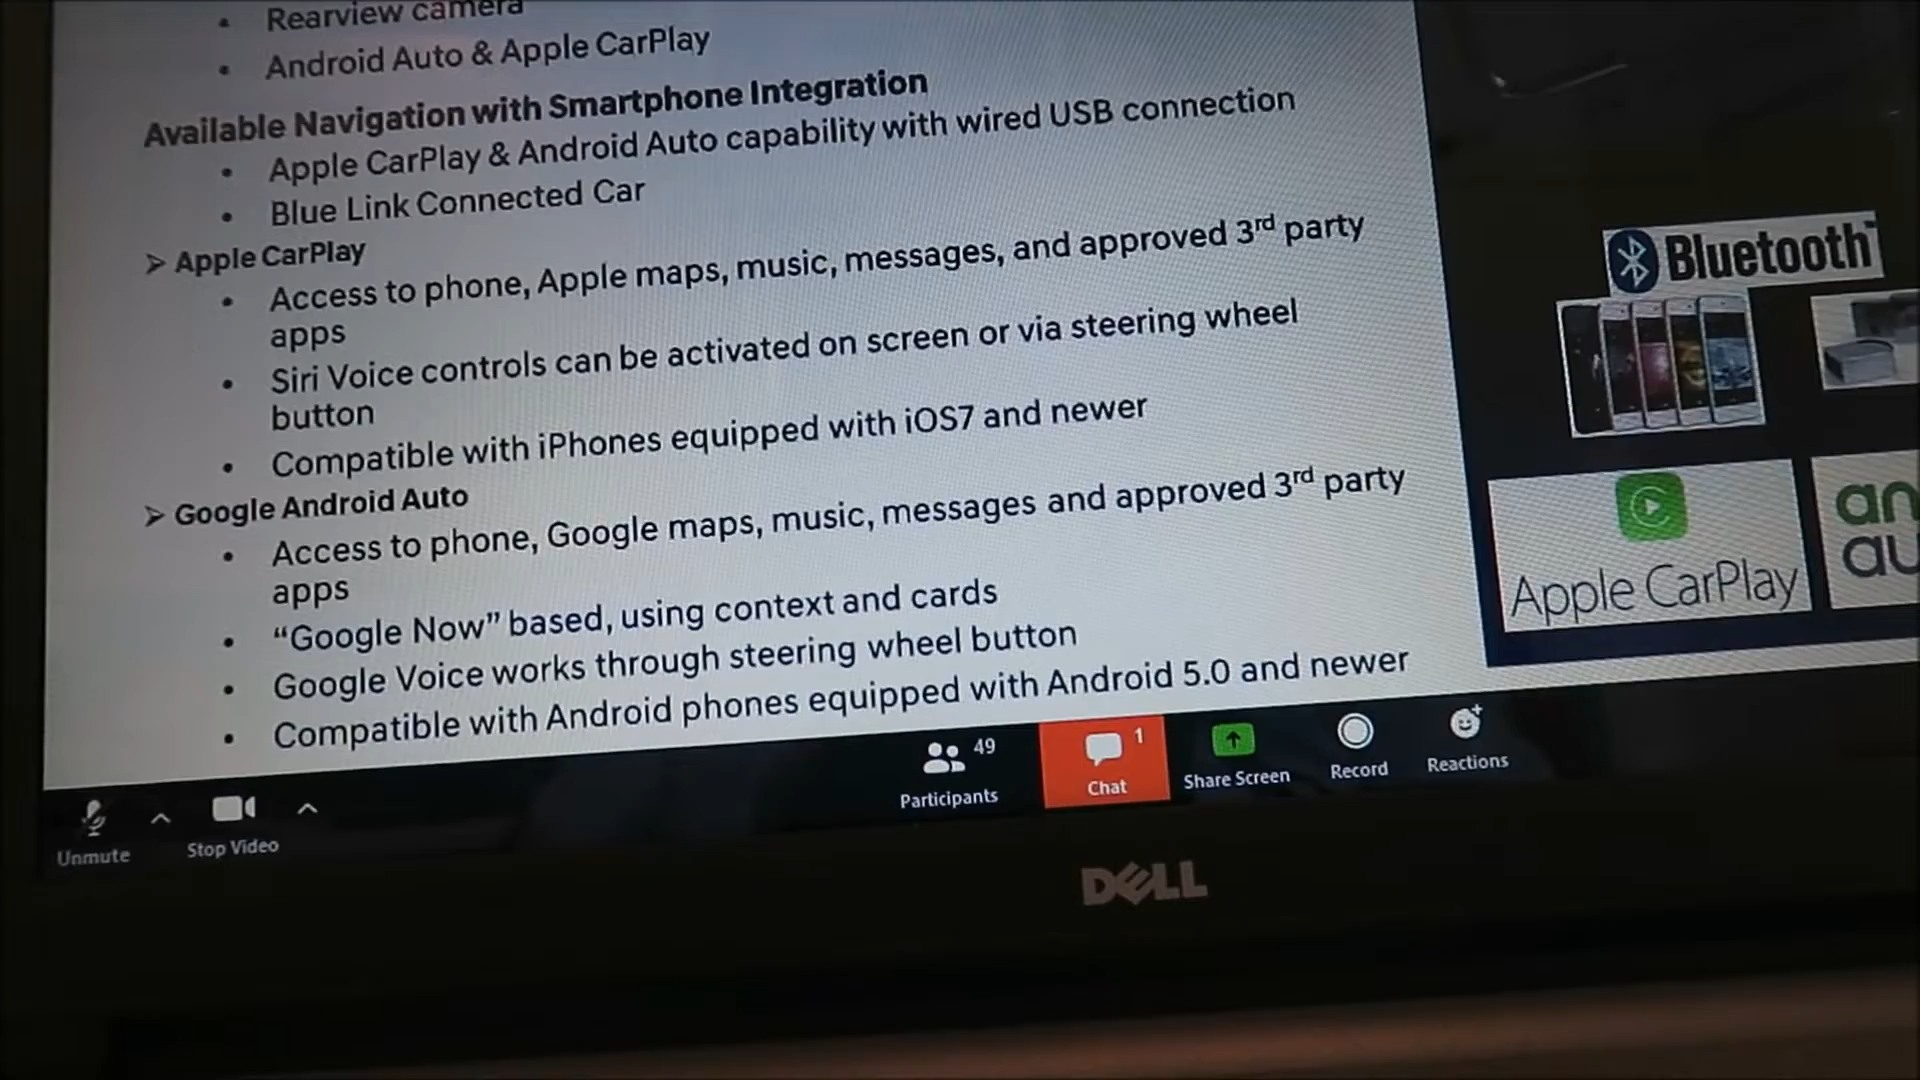 Rearview camera
Android Auto & Apple CarPlay
Available Navigation with Smartphone Integration
Apple CarPlay & Android Auto capability with wired USB connection
Blue Link Connected Car
➢ Apple CarPlay
Access to phone, Apple maps, music, messages, and approved 3rd party
apps
Siri Voice controls can be activated on screen or via steering wheel
button
Compatible with iPhones equipped with iOS7 and newer
➢ Google Android Auto
Access to phone, Google maps, music, messages and approved 3rd party
apps
“Google Now” based, using context and cards
Google Voice works through steering wheel button
Compatible with Android phones equipped with Android 5.0 and newer
Bluetooth
Apple CarPlay
an
au
Unmute
Stop Video
49
Participants
1
Chat
Share Screen
Record
Reactions
DELL